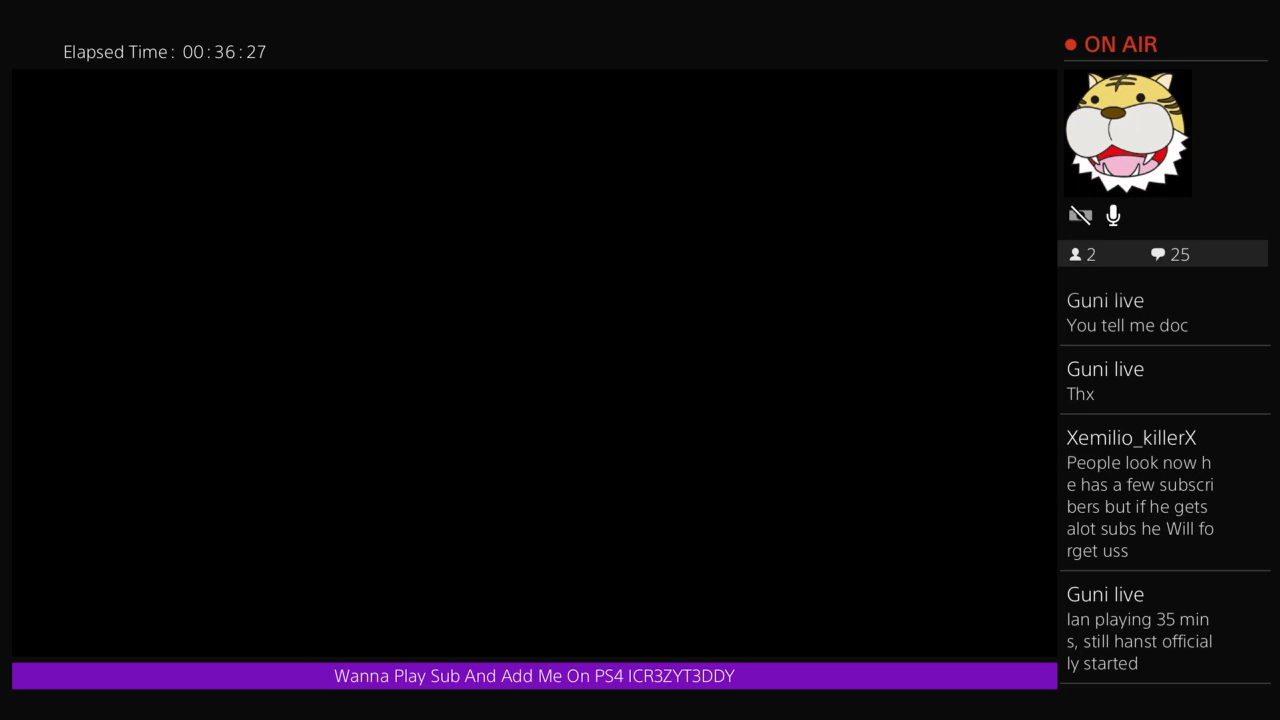 Elapsed Time: 00:36:27
ON AIR
2
25
Guni live
You tell me doc
Guni live
Thx
Xemilio_killerX
People look now h
e has a few subscri
bers but if he gets
alot subs he Will fo
rget uss
Guni live
Ian playing 35 min
s, still hanst official
ly started
Wanna Play Sub And Add Me On PS4 ICR3ZYT3DDY